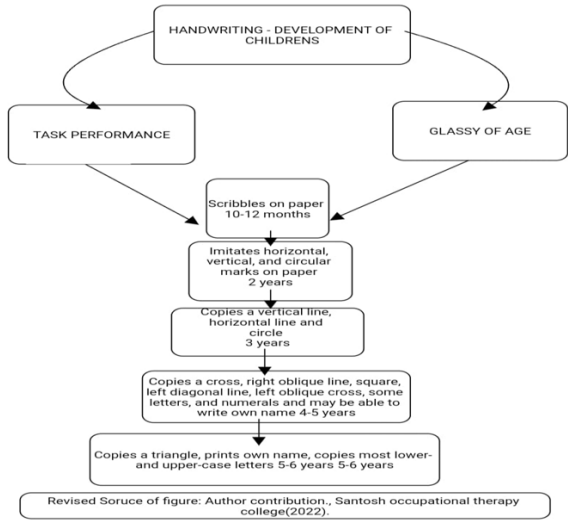 HANDWRITING - DEVELOPMENT OF
CHILDRENS
TASK PERFORMANCE
GLASSY OF AGE
Scribbles on paper
10-12 months
Imitates horizontal,
vertical, and circular
marks on paper
2 years
Copies a vertical line,
horizontal line and
circle
3 years
Copies a cross, right oblique line, square,
left diagonal line, left oblique cross, some
letters, and numerals and may be able to
write own name 4-5 years
Copies a triangle, prints own name, copies most lower-
and upper-case letters 5-6 years 5-6 years
Revised Soruce of figure: Author contribution., Santosh occupational therapy
college(2022).